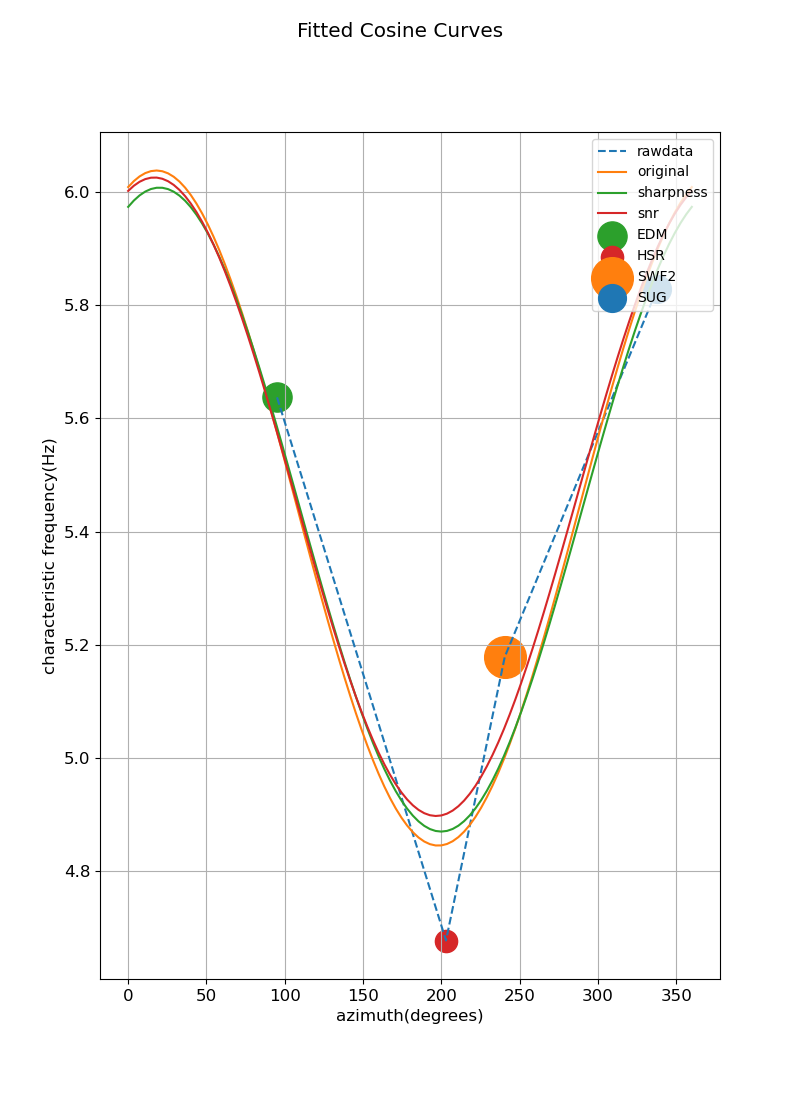 Fitted Cosine Curves
rawdata
original
sharpness
snr
EDM
HSR
SWF2
SUG
characteristic frequency(Hz)
6.0
5.8
5.6
5.4
5.2
5.0
4.8
0 50 100 150 200 250 300 350
azimuth(degrees)